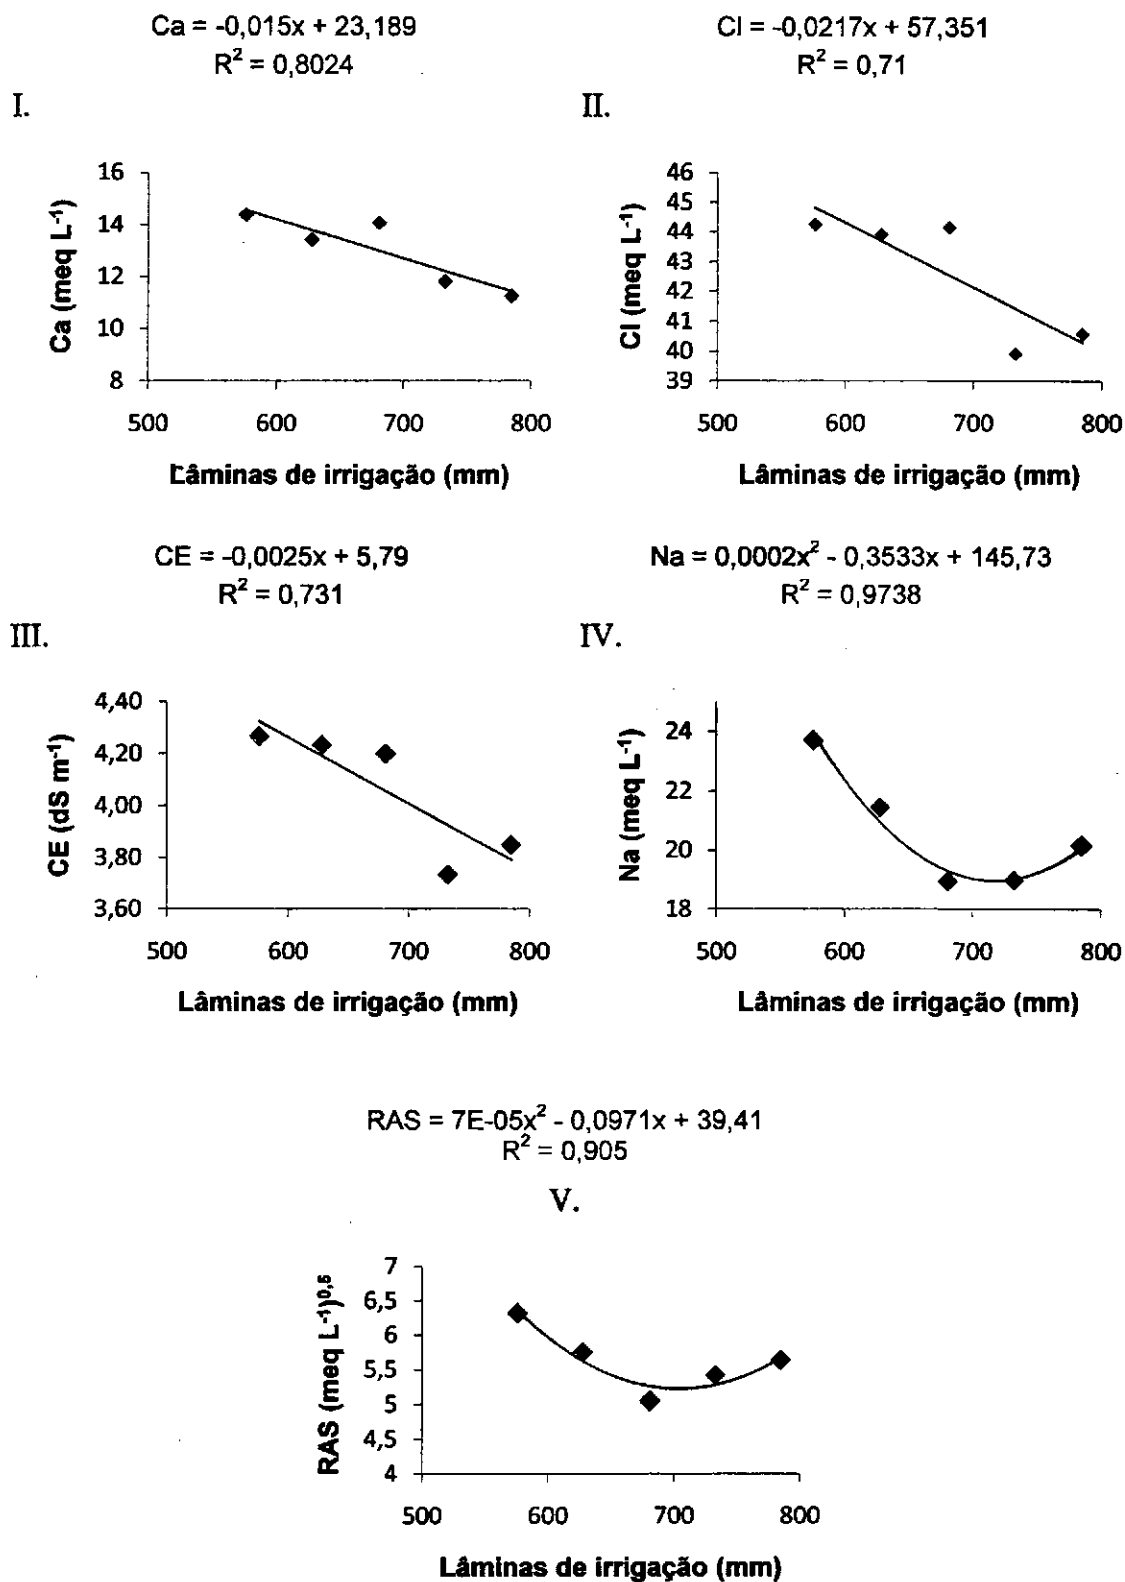 Ca = -0,015x + 23,189
R² = 0,8024
Cl = -0,0217x + 57,351
R² = 0,71
I.
II.
16
14
12
10
8
Ca (meq L⁻¹)
500 600 700 800
Lâminas de irrigação (mm)
46
45
44
43
42
41
40
39
Cl (meq L⁻¹)
500 600 700 800
Lâminas de irrigação (mm)
CE = -0,0025x + 5,79
R² = 0,731
Na = 0,0002x² - 0,3533x + 145,73
R² = 0,9738
III.
IV.
4,40
4,20
4,00
3,80
3,60
CE (dS m⁻¹)
500 600 700 800
Lâminas de irrigação (mm)
24
22
20
18
Na (meq L⁻¹)
500 600 700 800
Lâminas de irrigação (mm)
RAS = 7E-05x² - 0,0971x + 39,41
R² = 0,905
V.
7
6,5
6
5,5
5
4,5
4
RAS (meq L⁻¹)⁰,⁵
500 600 700 800
Lâminas de irrigação (mm)